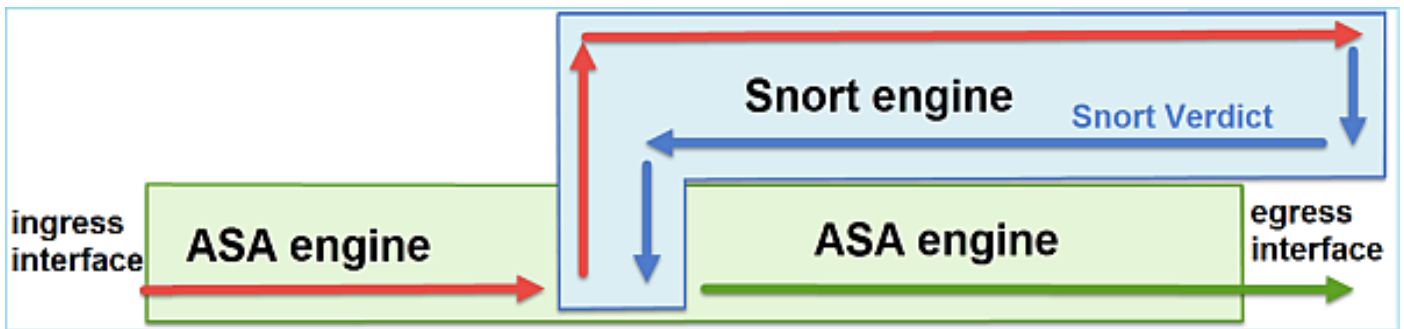 Snort engine
Snort Verdict
ingress
interface
ASA engine
ASA engine
egress
interface